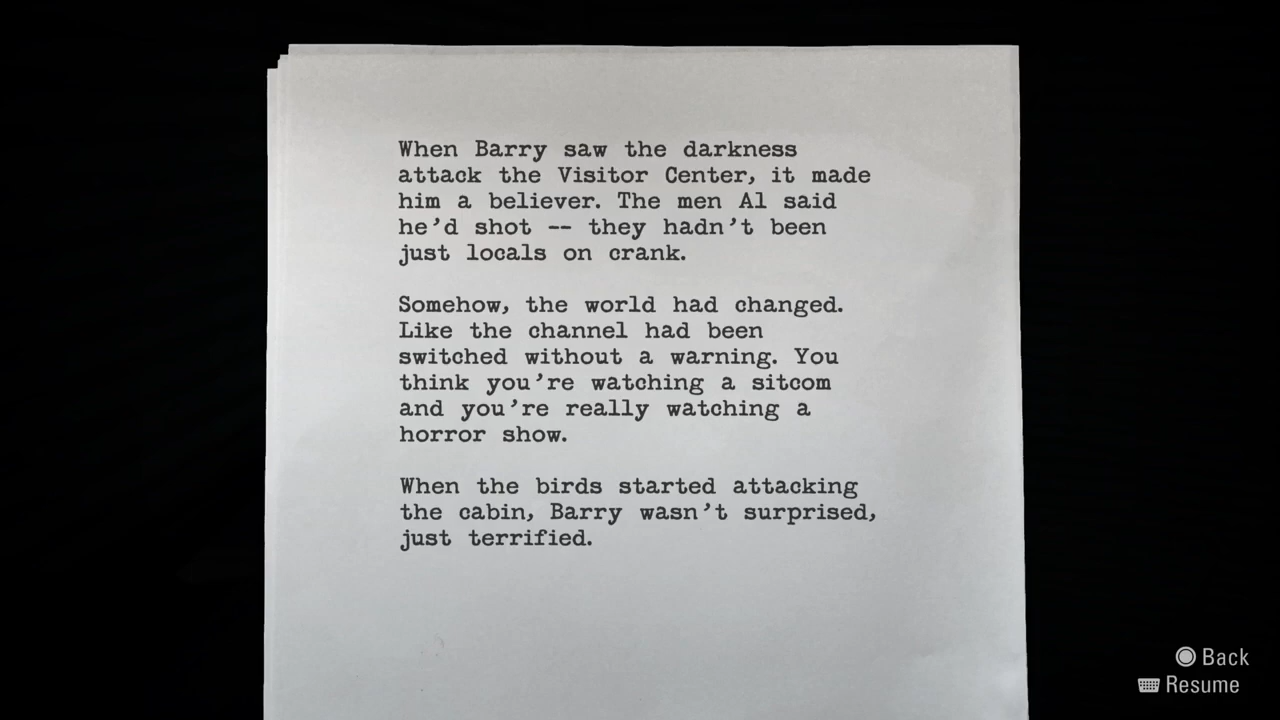 When Barry saw the darkness
attack the Visitor Center, it made
him a believer. The men Al said
he’d shot -- they hadn’t been
just locals on crank.
Somehow, the world had changed.
Like the channel had been
switched without a warning. You
think you’re watching a sitcom
and you’re really watching a
horror show.
When the birds started attacking
the cabin, Barry wasn’t surprised,
just terrified.
Back
Resume